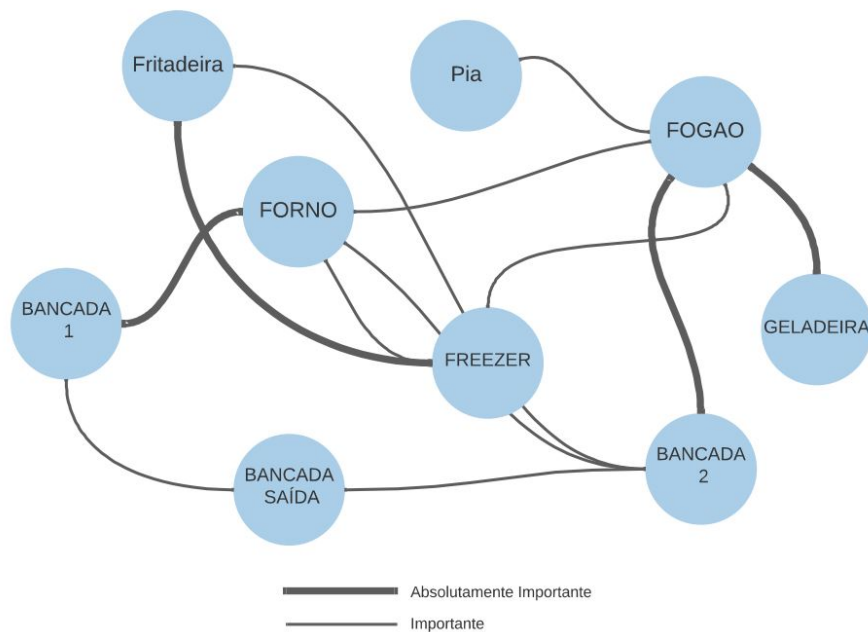 Fritadeira
Pia
FOGAO
FORNO
BANCADA
1
GELADEIRA
FREEZER
BANCADA
2
BANCADA
SAÍDA
Absolutamente Importante
Importante